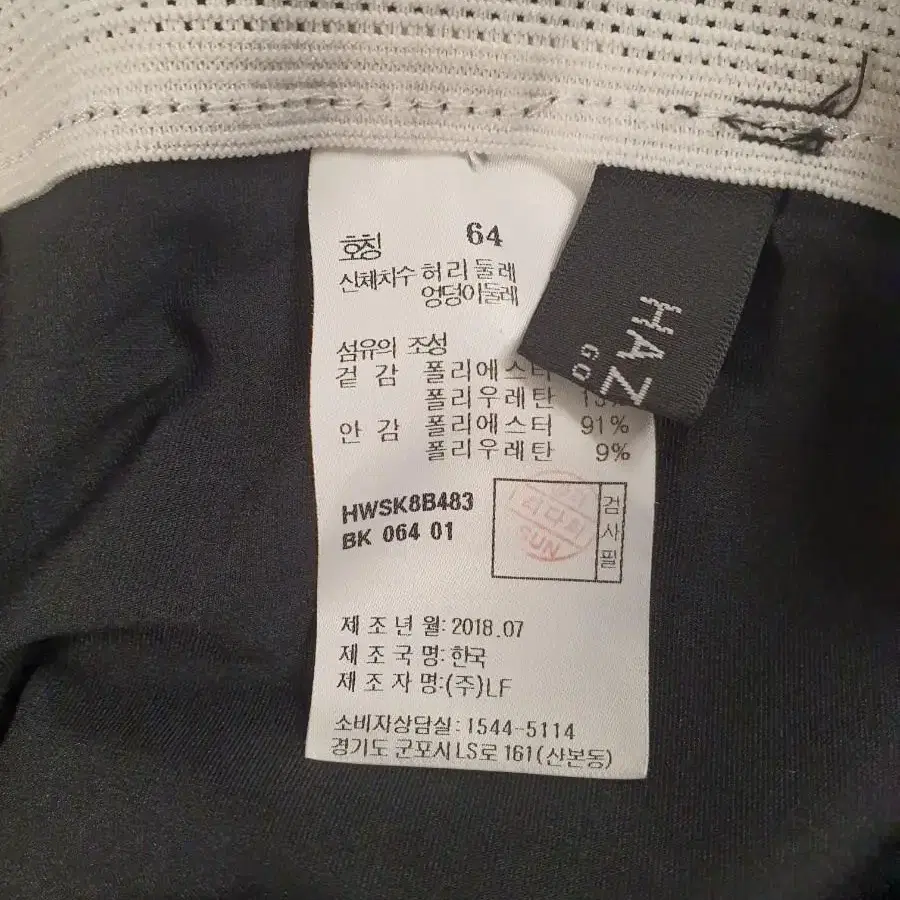 호칭 64
신체치수 허리둘레
엉덩이둘레
섬유의 조성
겉 감 폴리에스터
폴리우레탄
안 감 폴리에스터 91%
폴리우레탄 9%
HWSK8B483
BK 064 01
검사필
SUN
제 조 년 월: 2018.07
제 조 국 명: 한국
제 조 자 명: (주)LF
소비자상담실: 1544-5114
경기도 군포시 LS로 161(산본동)
HAZ
GO